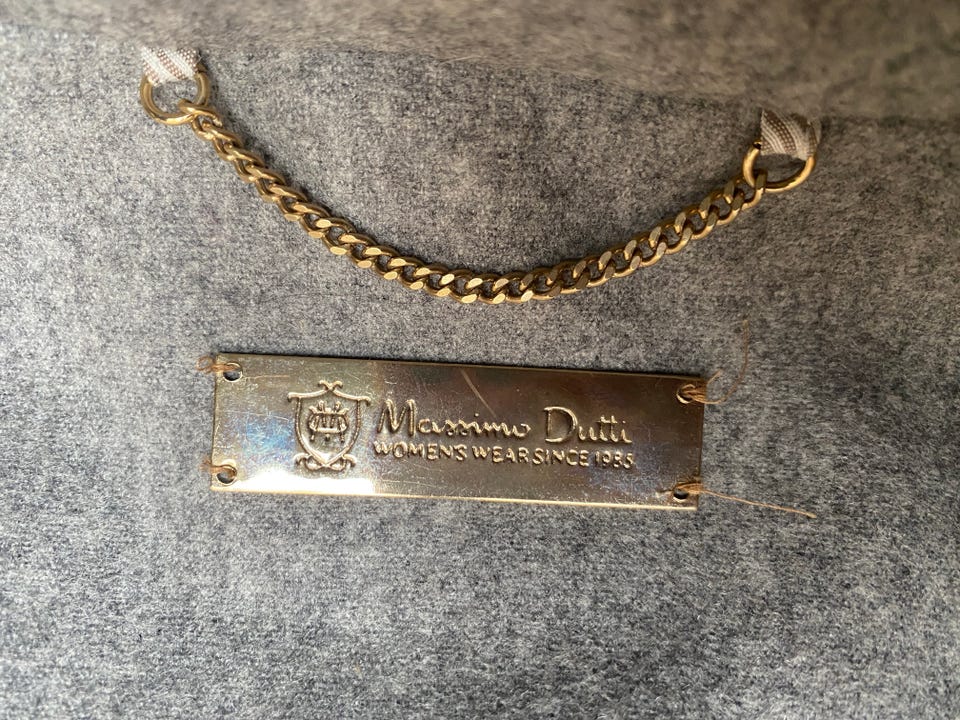 Massimo Dutti
WOMEN'S WEAR SINCE 1985